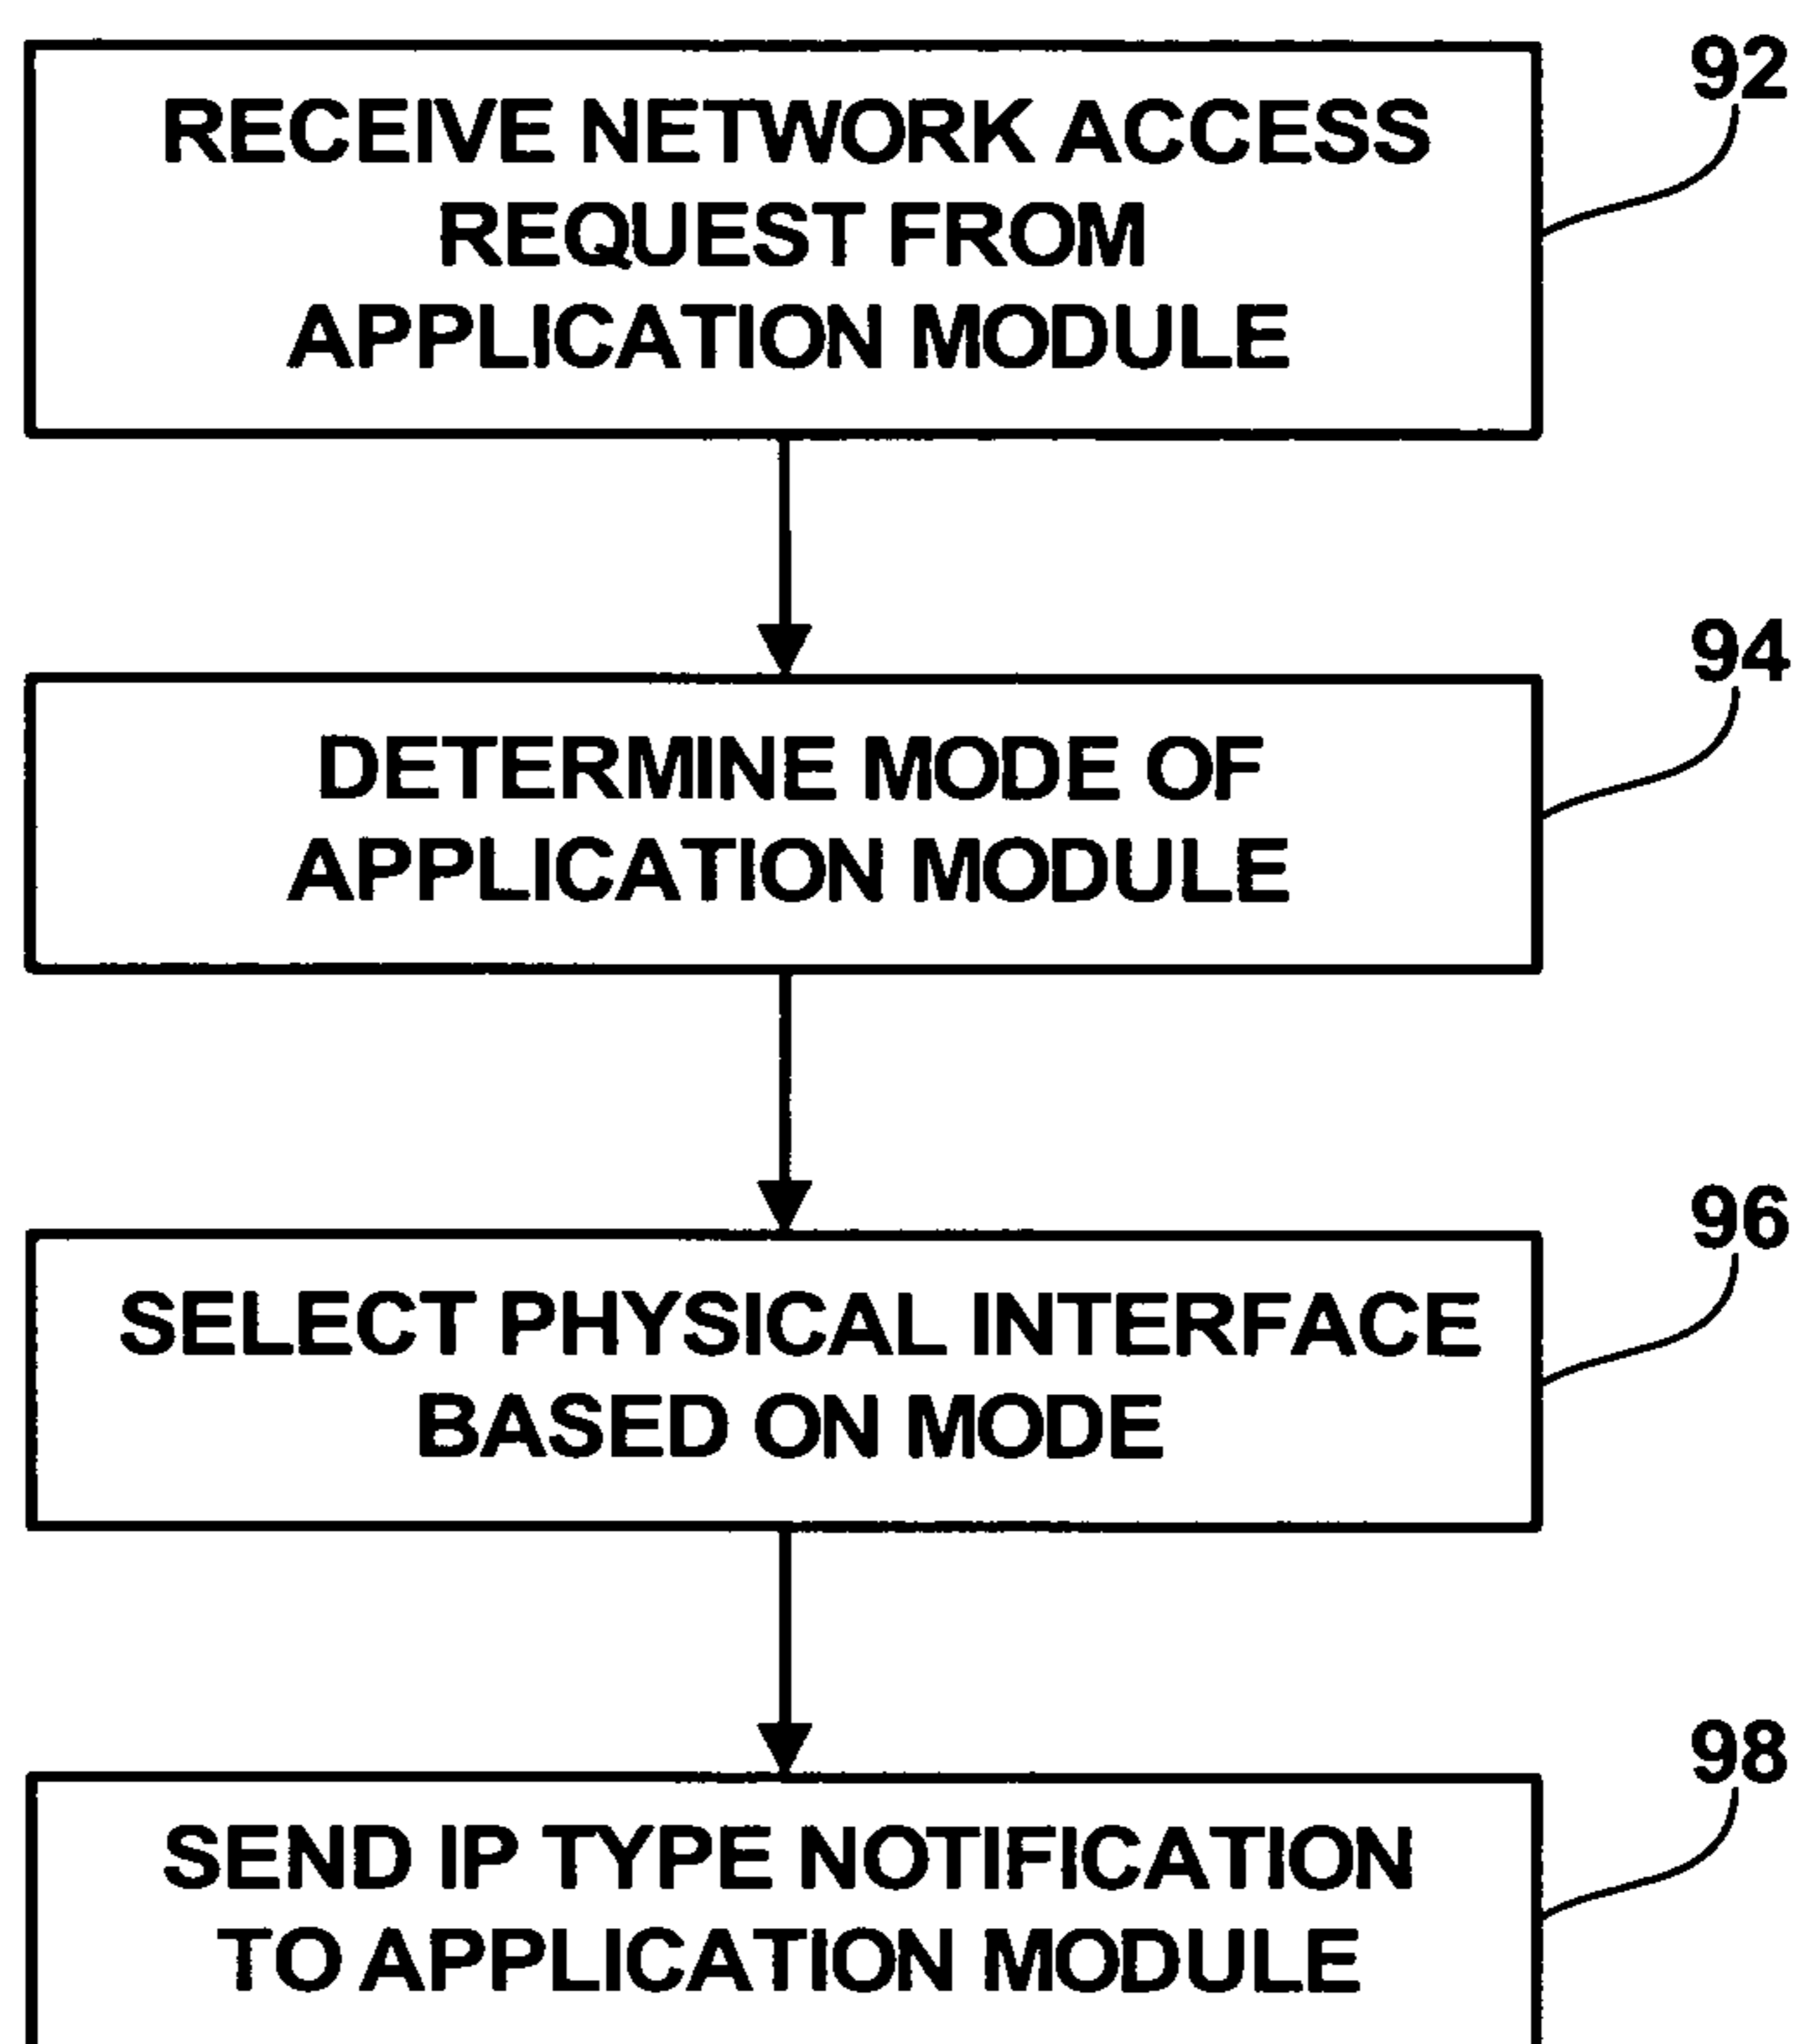 92
RECEIVE NETWORK ACCESS
REQUEST FROM
APPLICATION MODULE
94
DETERMINE MODE OF
APPLICATION MODULE
96
SELECT PHYSICAL INTERFACE
BASED ON MODE
98
SEND IP TYPE NOTIFICATION
TO APPLICATION MODULE